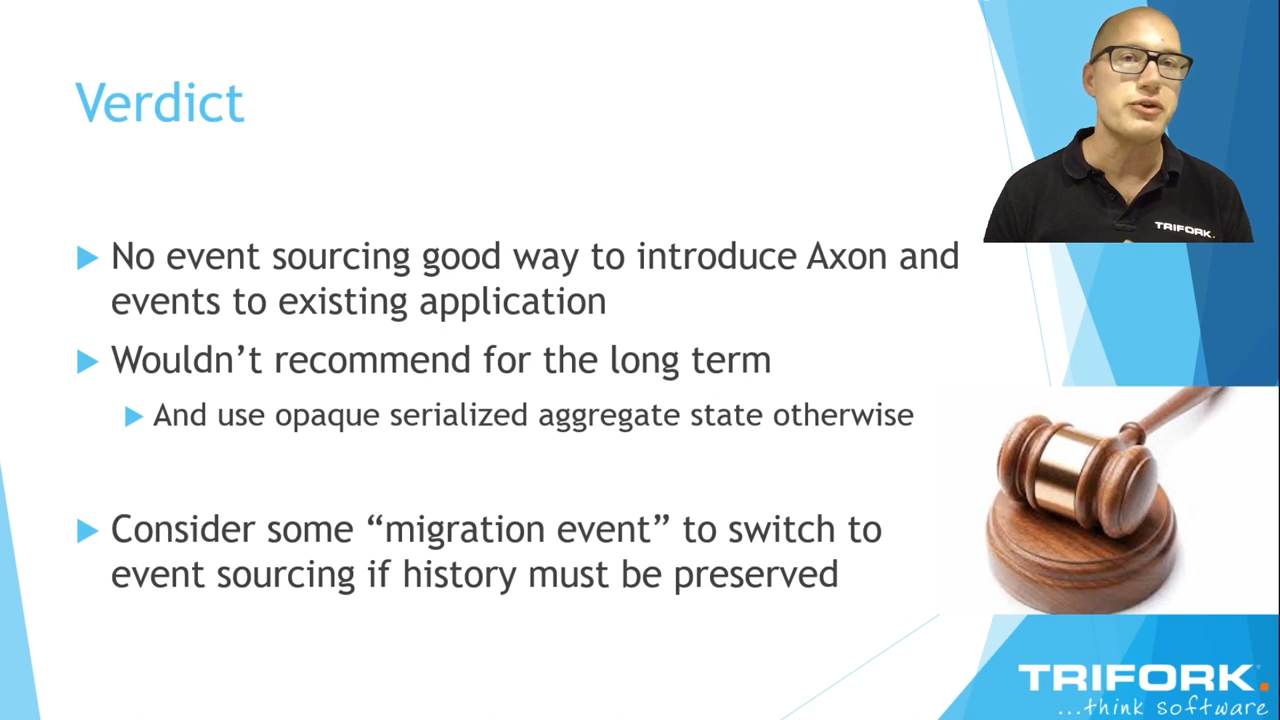 Verdict
No event sourcing good way to introduce Axon and
events to existing application
Wouldn’t recommend for the long term
And use opaque serialized aggregate state otherwise
Consider some “migration event” to switch to
event sourcing if history must be preserved
TRIFORK.
TRIFORK.
...think software